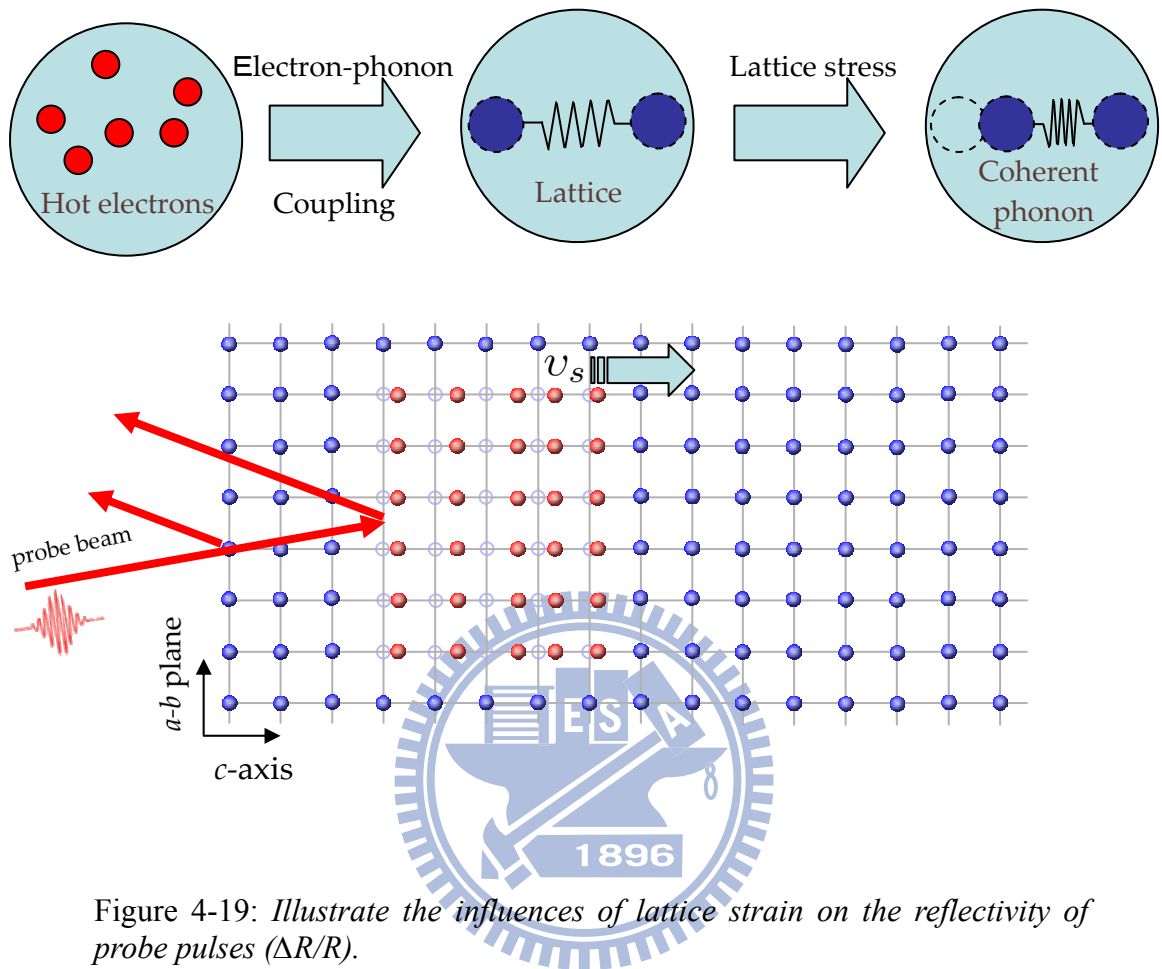 Electron-phonon
Coupling
Lattice stress
Hot electrons
Lattice
Coherent
phonon
υs
probe beam
a-b plane
c-axis
E S A
1896
Figure 4-19: Illustrate the influences of lattice strain on the reflectivity of
probe pulses (ΔR/R).